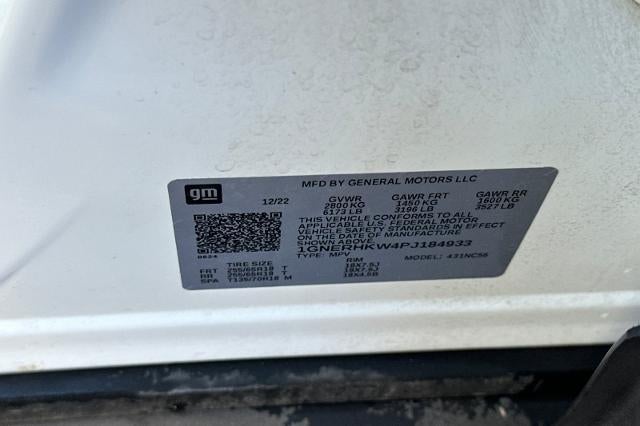 gm
MFD BY GENERAL MOTORS LLC
12/22 GVWR GAWR FRT GAWR RR
2800 KG 1450 KG 1600 KG
6173 LB 3196 LB 3527 LB
THIS VEHICLE CONFORMS TO ALL
APPLICABLE U.S. FEDERAL MOTOR
VEHICLE SAFETY STANDARDS IN EFFECT
ON THE DATE OF MANUFACTURE
SHOWN ABOVE.
1GNERHKW4PJ184933
0624 TYPE: MPV MODEL: 431NC56
TIRE SIZE RIM
FRT 255/65R18 T 18X7.5J
RR 255/65R18 T 18X7.5J
SPA T135/70R18 M 18X4.5B